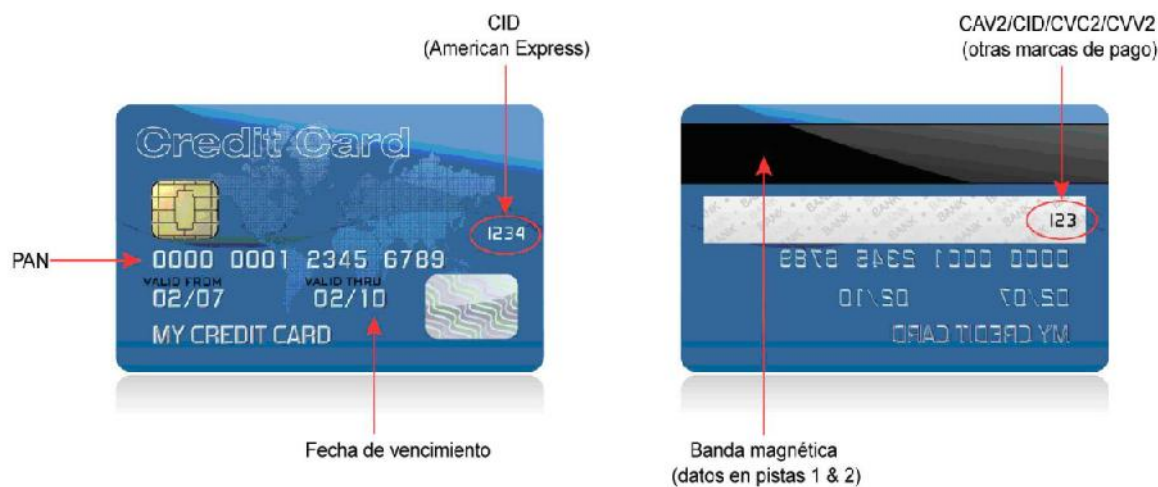 CID
(American Express)
CAV2/CID/CVC2/CVV2
(otras marcas de pago)
Credit Card
1234
PAN
0000 0001 2345 6789
VALID FROM
VALID THRU
02/07
02/10
MY CREDIT CARD
BANK
123
0000 0001 2345 6789
02/07
02/10
MY CREDIT CARD
Fecha de vencimiento
Banda magnética
(datos en pistas 1 & 2)